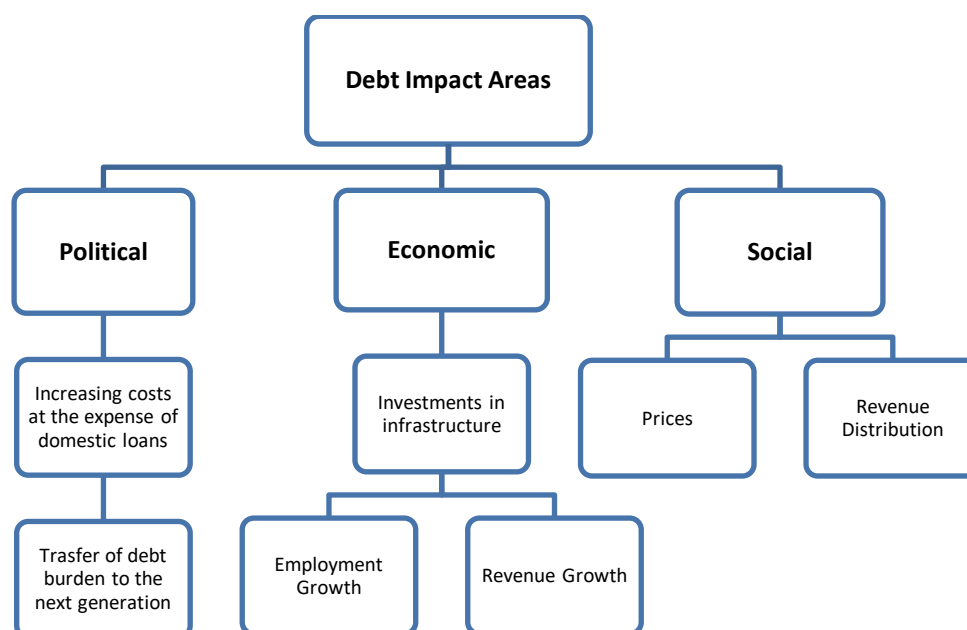 Debt Impact Areas
Political
Economic
Social
Increasing costs
at the expense of
domestic loans
Investments in
infrastructure
Prices
Revenue
Distribution
Trasfer of debt
burden to the
next generation
Employment
Growth
Revenue Growth